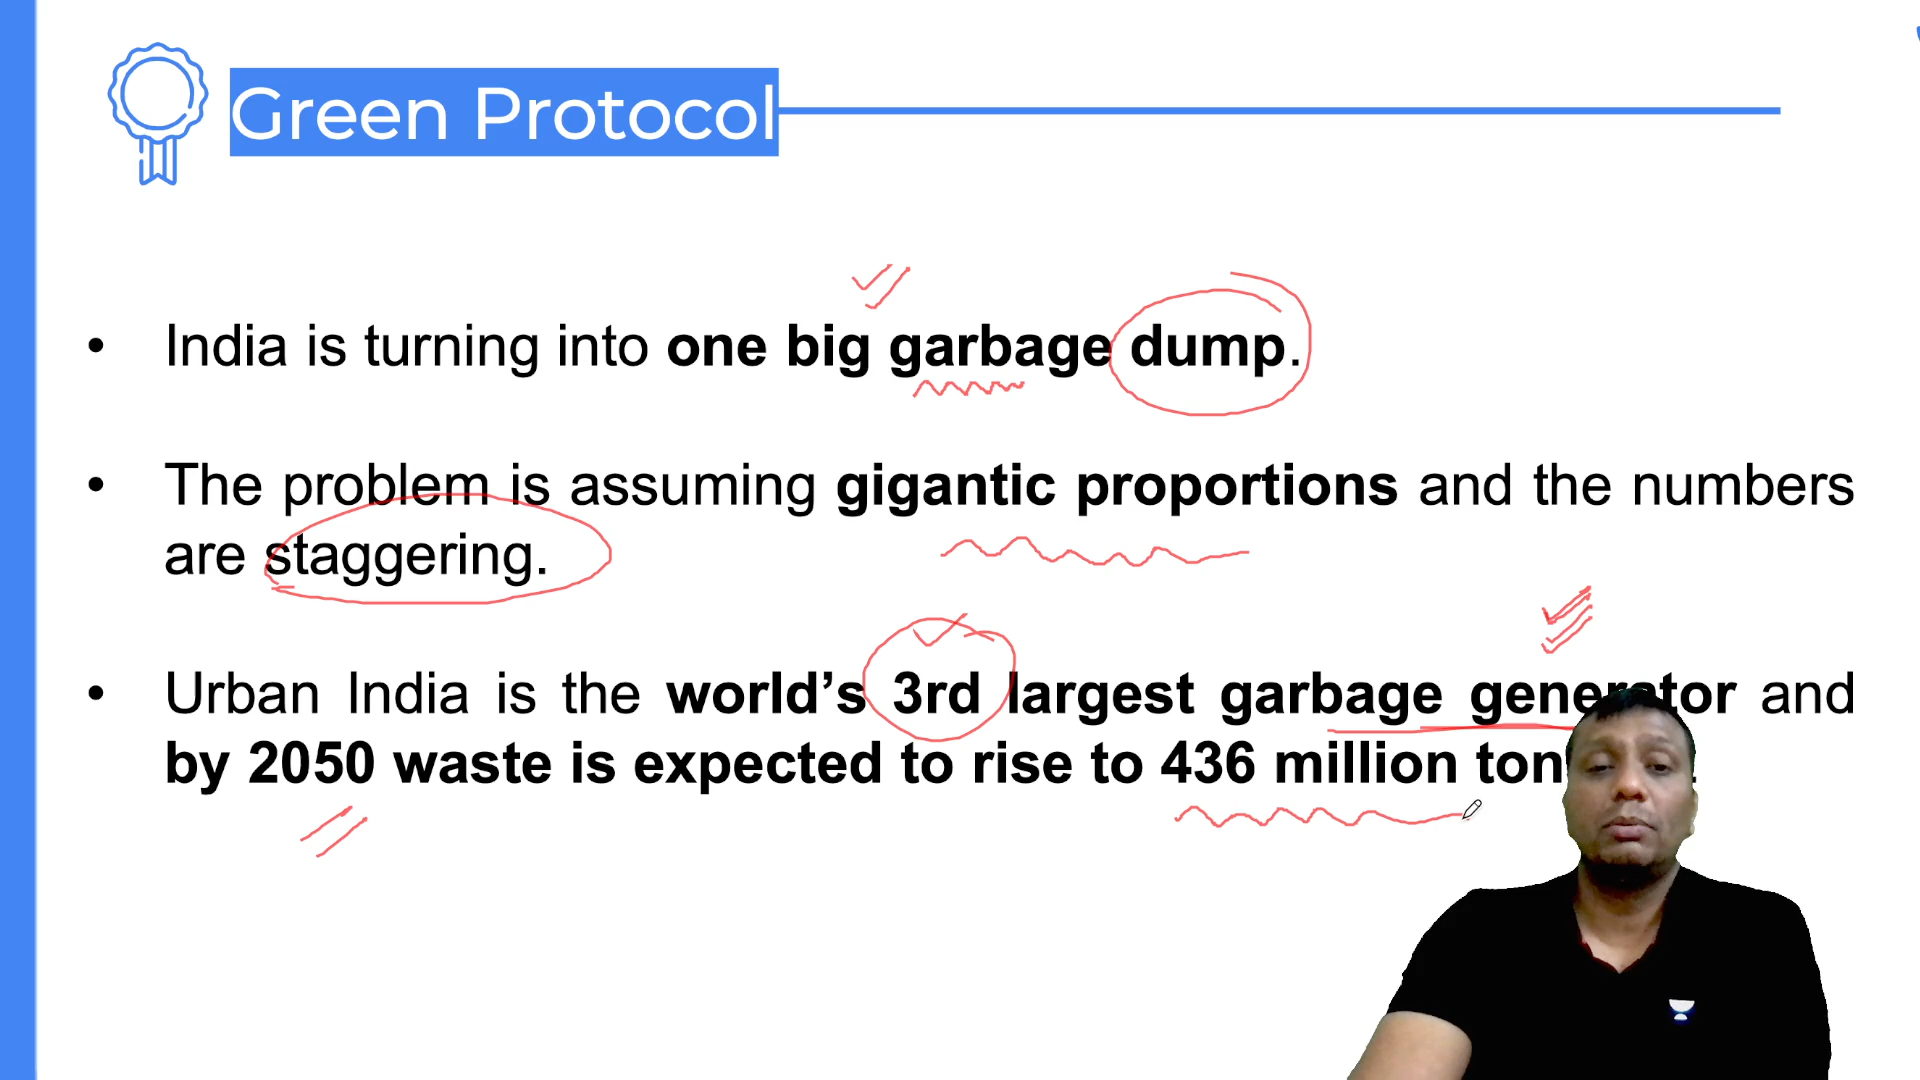 Green Protocol
• India is turning into one big garbage dump.
• The problem is assuming gigantic proportions and the numbers
are staggering.
• Urban India is the world’s 3rd largest garbage generator and
by 2050 waste is expected to rise to 436 million